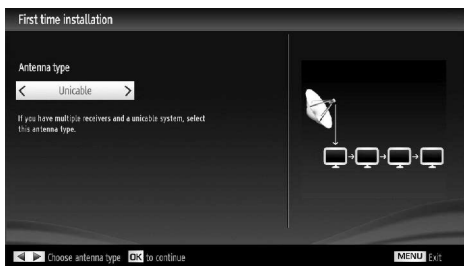 First time installation
Antenna type
< Unicable >
If you have multiple receivers and a unicable system, select
this antenna type.
Choose antenna type OK to continue
MENU Exit